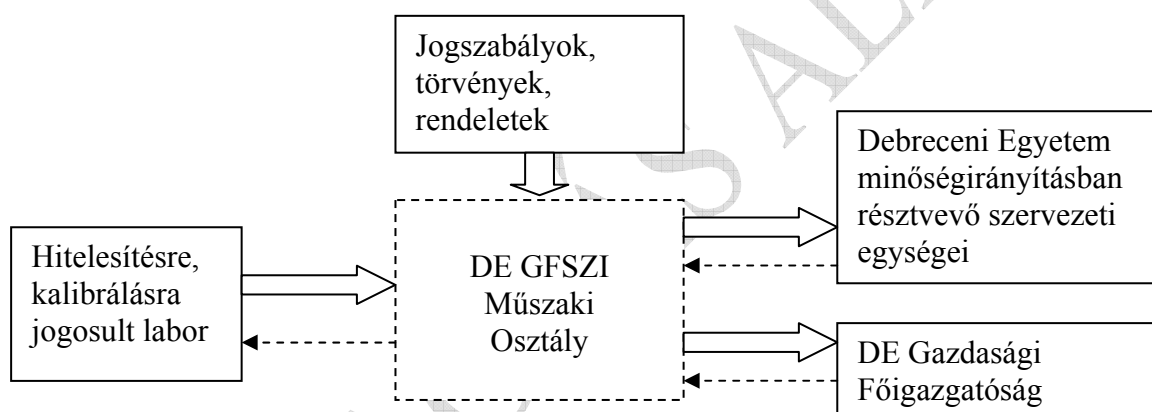 Jogszabályok,
törvények,
rendeletek
Hitelesítésre,
kalibrálásra
jogosult labor
DE GFSZI
Műszaki
Osztály
Debreceni Egyetem
minőségirányításban
résztvevő szervezeti
egységei
DE Gazdasági
Főigazgatóság